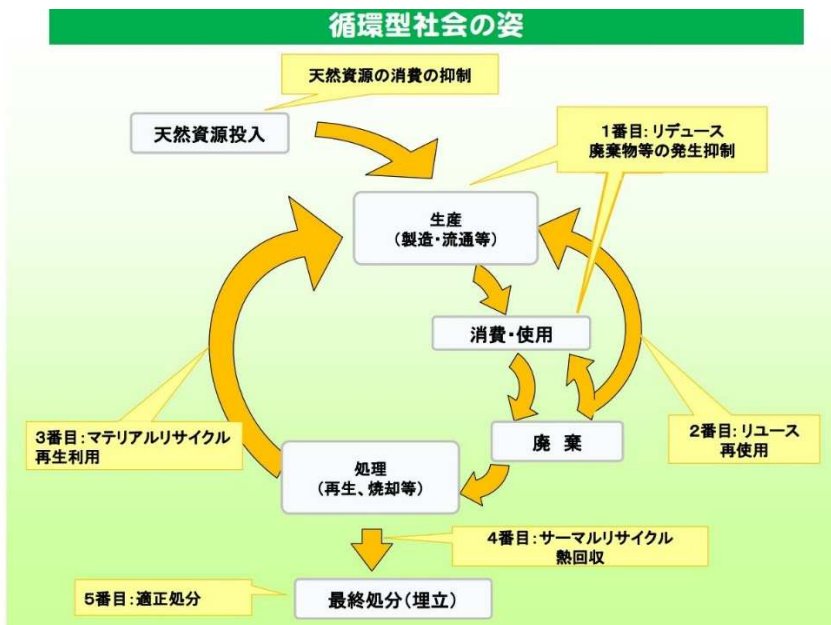 循環型社会の姿
天然資源の消費の抑制
天然資源投入
1番目:リデュース
廃棄物等の発生抑制
生産
(製造・流通等)
消費・使用
3番目:マテリアルリサイクル
再生利用
廃 棄
2番目:リユース
再使用
処理
(再生、焼却等)
4番目:サーマルリサイクル
熱回収
5番目:適正処分
最終処分(埋立)